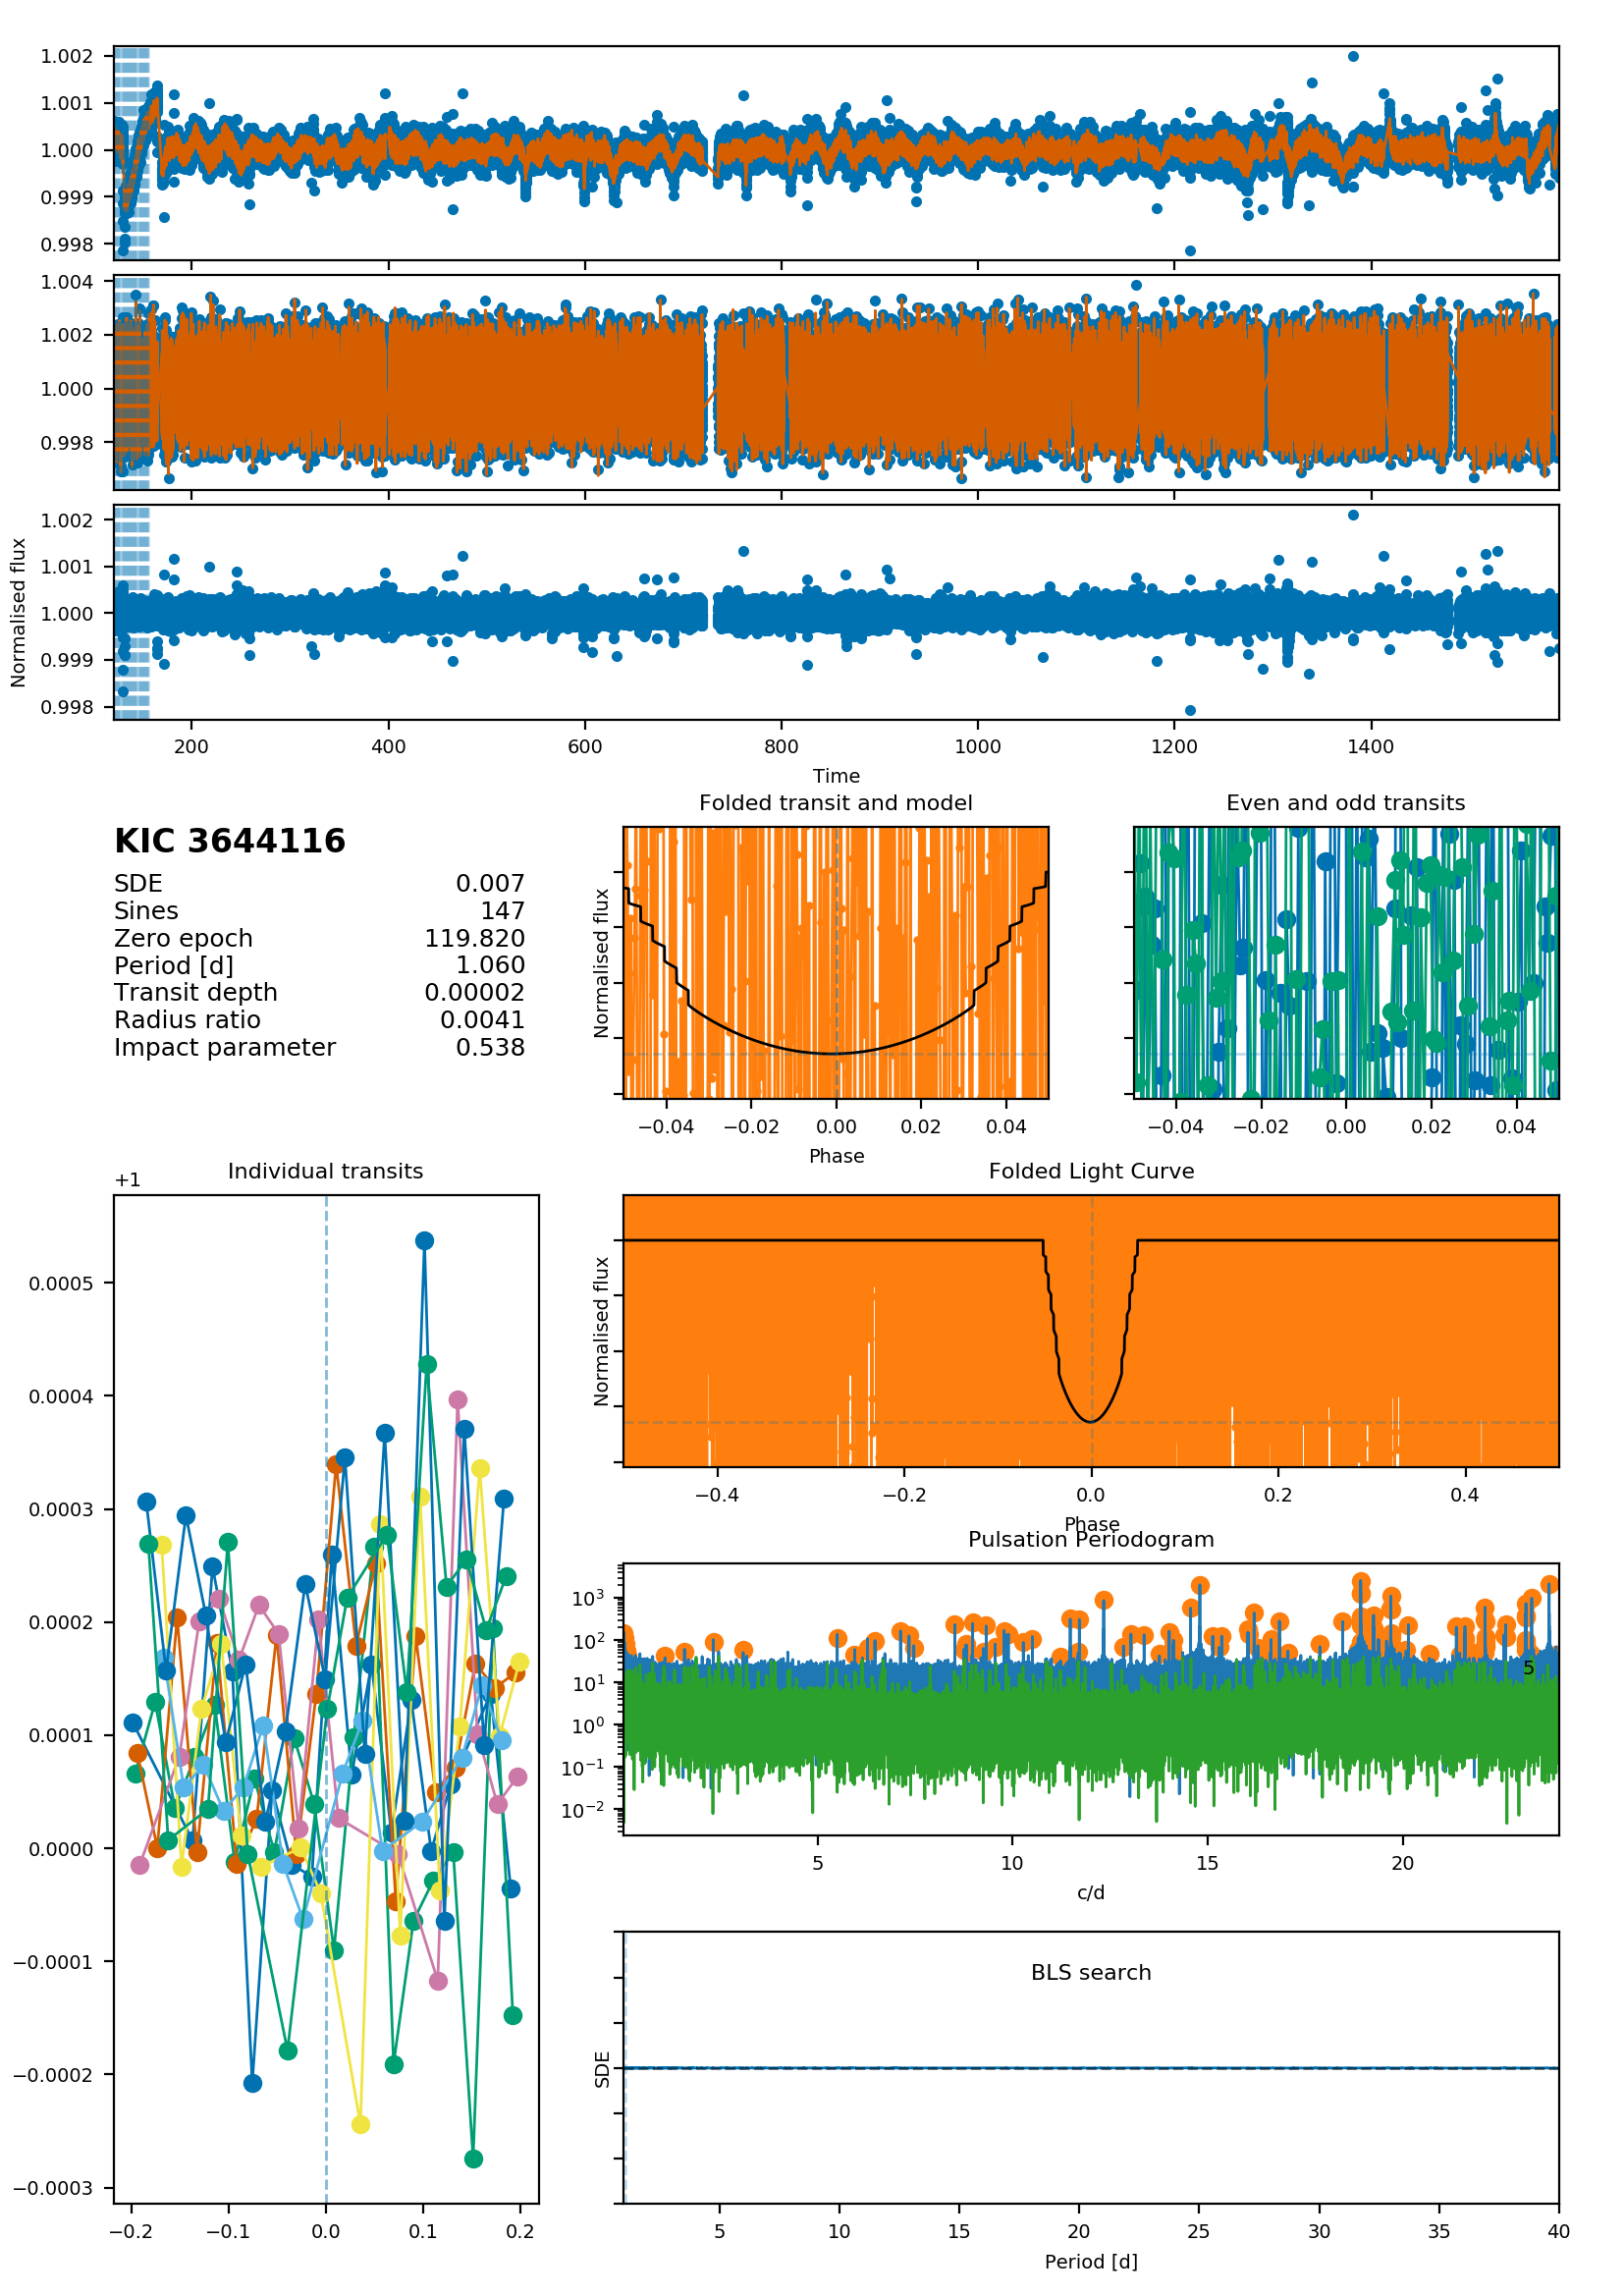 1.002
1.001
1.000
0.999
0.998
1.004
1.002
1.000
0.998
1.002
1.001
1.000
0.999
0.998
Normalised flux
200 400 600 800 1000 1200 1400
Time
KIC 3644116
SDE 0.007
Sines 147
Zero epoch 119.820
Period [d] 1.060
Transit depth 0.00002
Radius ratio 0.0041
Impact parameter 0.538
Folded transit and model
Normalised flux
−0.04 −0.02 0.00 0.02 0.04
Phase
Even and odd transits
−0.04 −0.02 0.00 0.02 0.04
Individual transits
+1
0.0005
0.0004
0.0003
0.0002
0.0001
0.0000
−0.0001
−0.0002
−0.0003
−0.2 −0.1 0.0 0.1 0.2
Folded Light Curve
Normalised flux
−0.4 −0.2 0.0 0.2 0.4
Phase
Pulsation Periodogram
10³
10²
10¹
10⁰
10⁻¹
10⁻²
5
5 10 15 20
c/d
BLS search
SDE
5 10 15 20 25 30 35 40
Period [d]